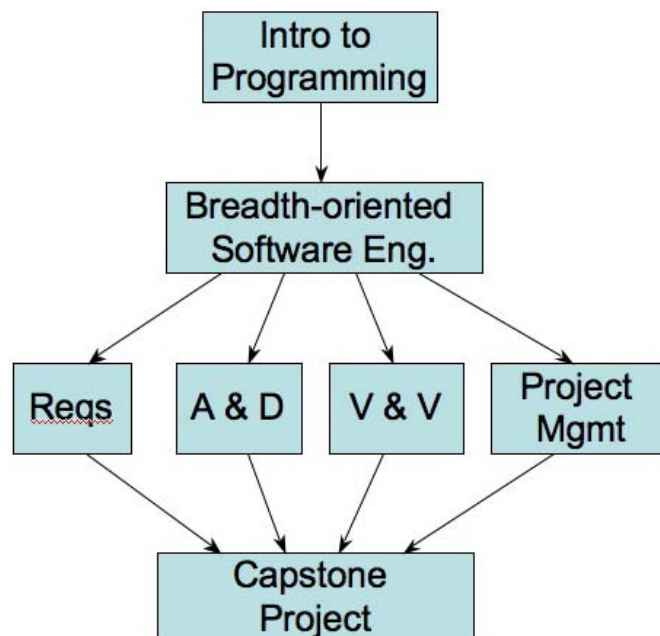 Intro to
Programming
Breadth-oriented
Software Eng.
Reqs
A & D
V & V
Project
Mgmt
Capstone
Project